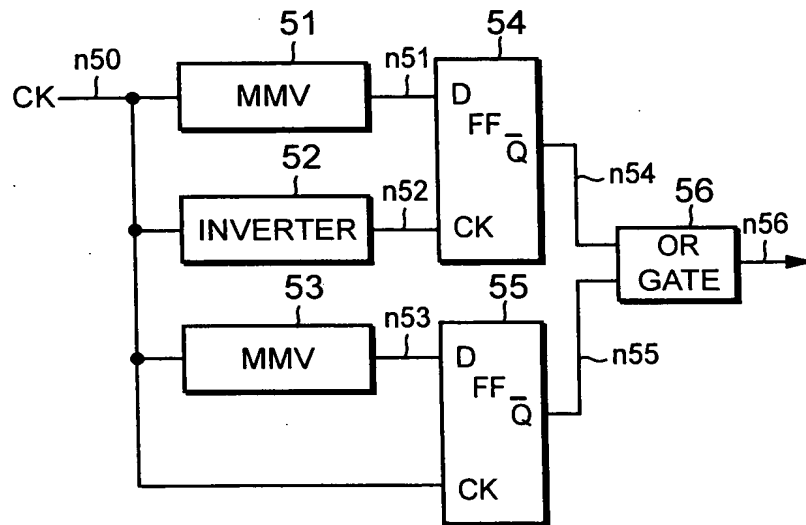 51
54
n50
n51
CK
MMV
D
FF
Q̅
52
n52
n54
56
INVERTER
CK
OR
GATE
n56
53
n53
55
MMV
D
FF
Q̅
n55
CK